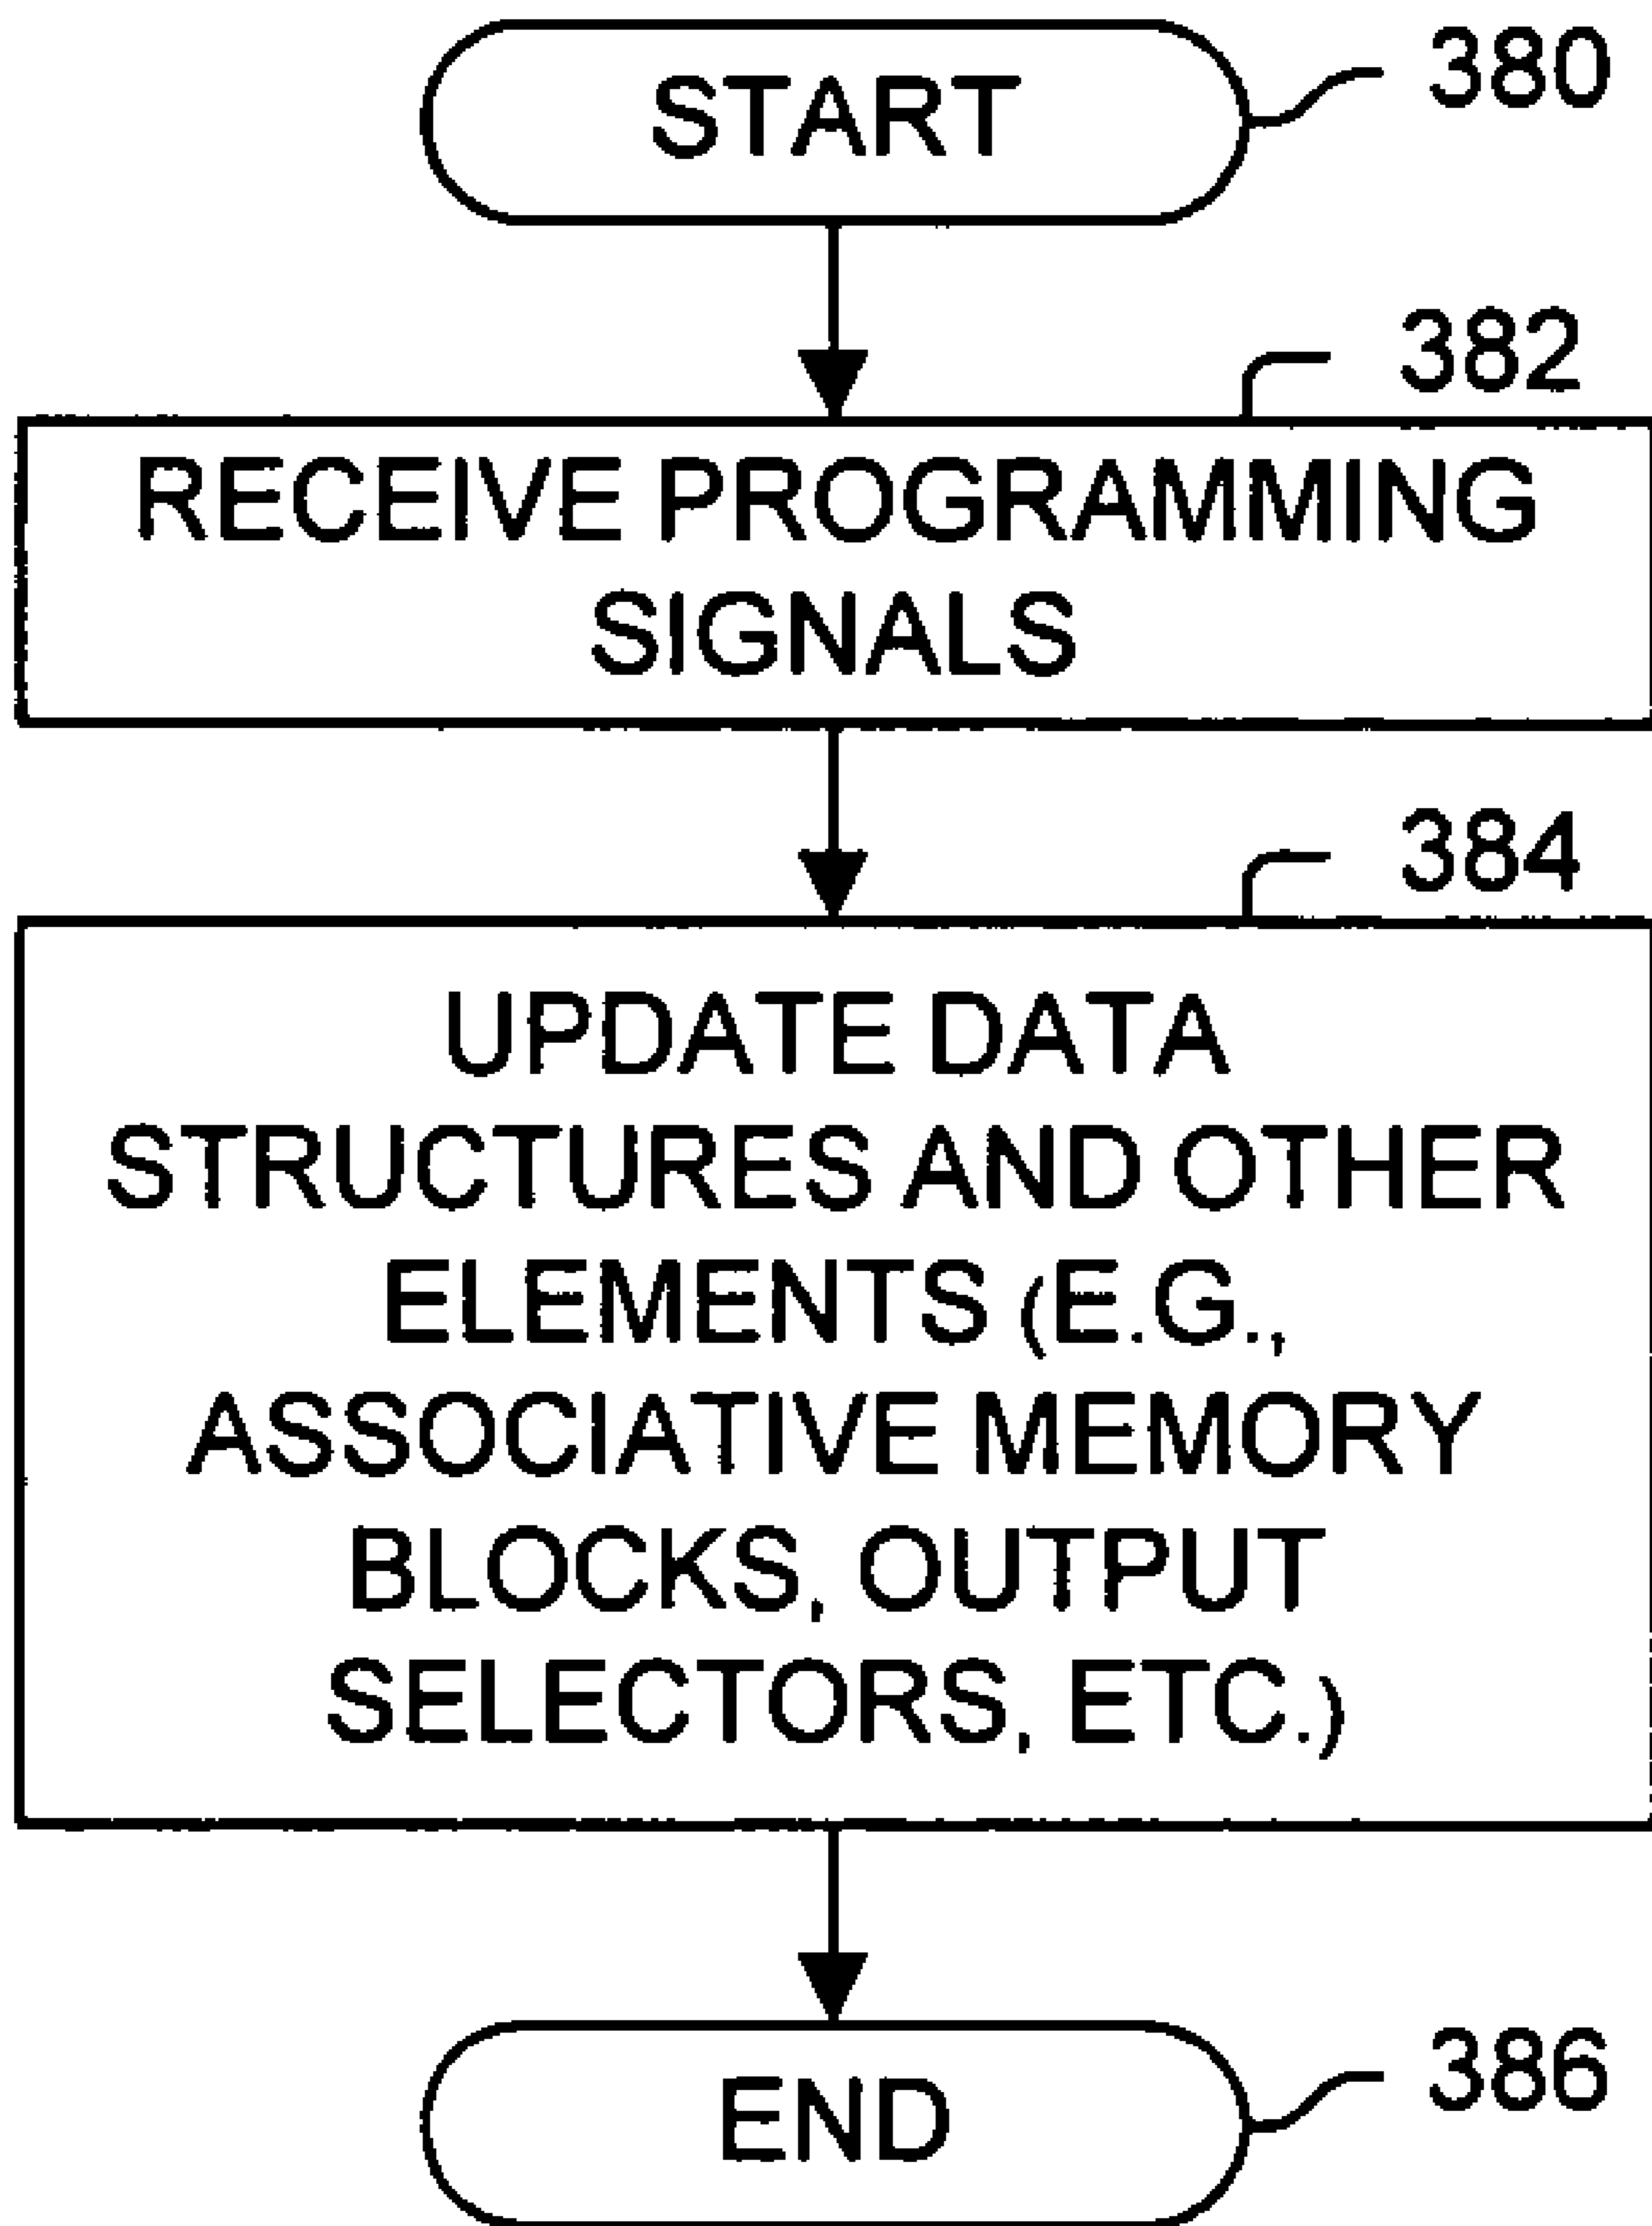 START
380
382
RECEIVE PROGRAMMING
SIGNALS
384
UPDATE DATA
STRUCTURES AND OTHER
ELEMENTS (E.G.,
ASSOCIATIVE MEMORY
BLOCKS, OUTPUT
SELECTORS, ETC.)
END
386